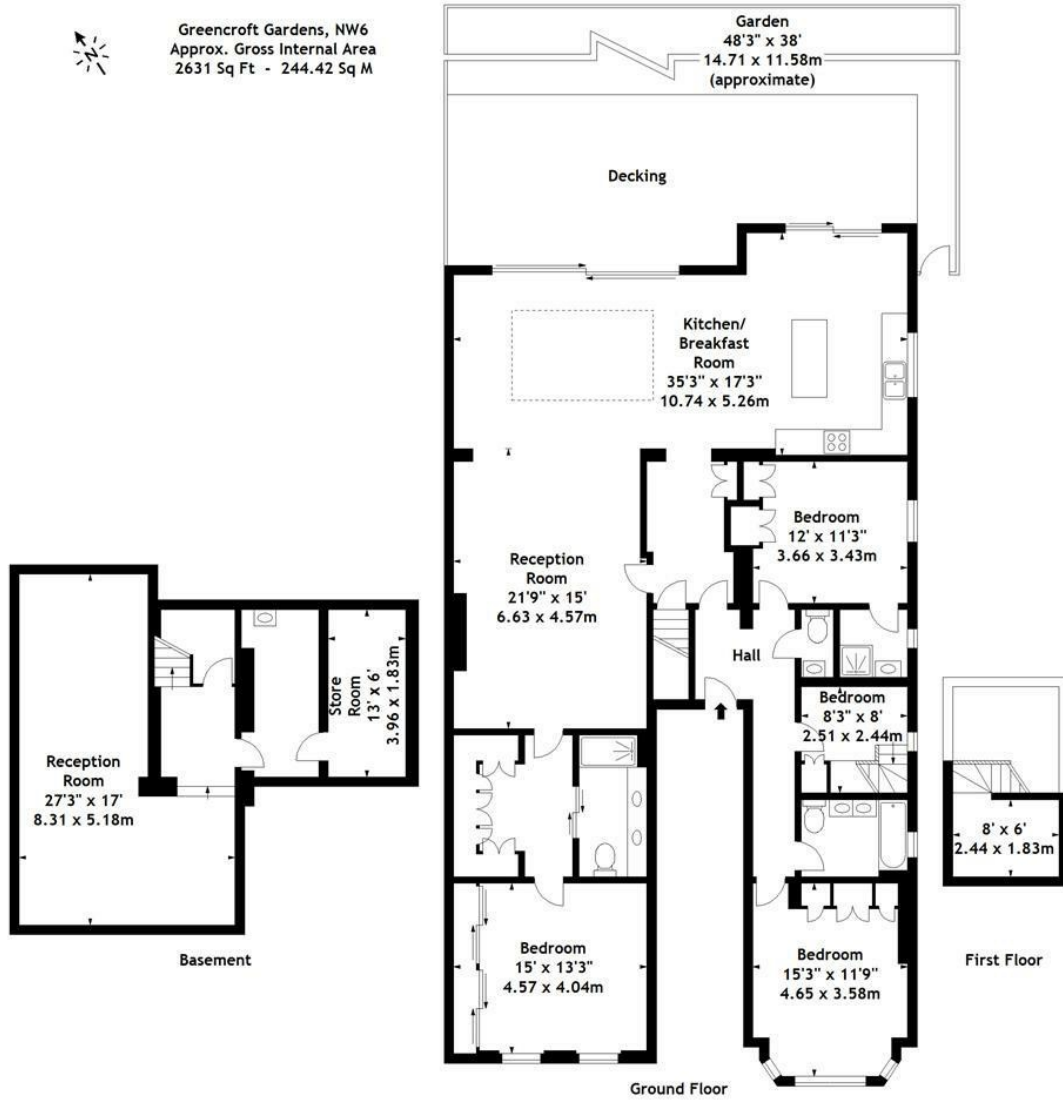 Greencroft Gardens, NW6
Approx. Gross Internal Area
2631 Sq Ft - 244.42 Sq M
Garden
48'3" x 38'
14.71 x 11.58m
(approximate)
Decking
Kitchen/
Breakfast
Room
35'3" x 17'3"
10.74 x 5.26m
Bedroom
12' x 11'3"
3.66 x 3.43m
Reception
Room
21'9" x 15'
6.63 x 4.57m
Hall
Bedroom
8'3" x 8'
2.51 x 2.44m
Store
Room
13' x 6'
3.96 x 1.83m
Reception
Room
27'3" x 17'
8.31 x 5.18m
8' x 6'
2.44 x 1.83m
Bedroom
15' x 13'3"
4.57 x 4.04m
Bedroom
15'3" x 11'9"
4.65 x 3.58m
Basement
First Floor
Ground Floor
N